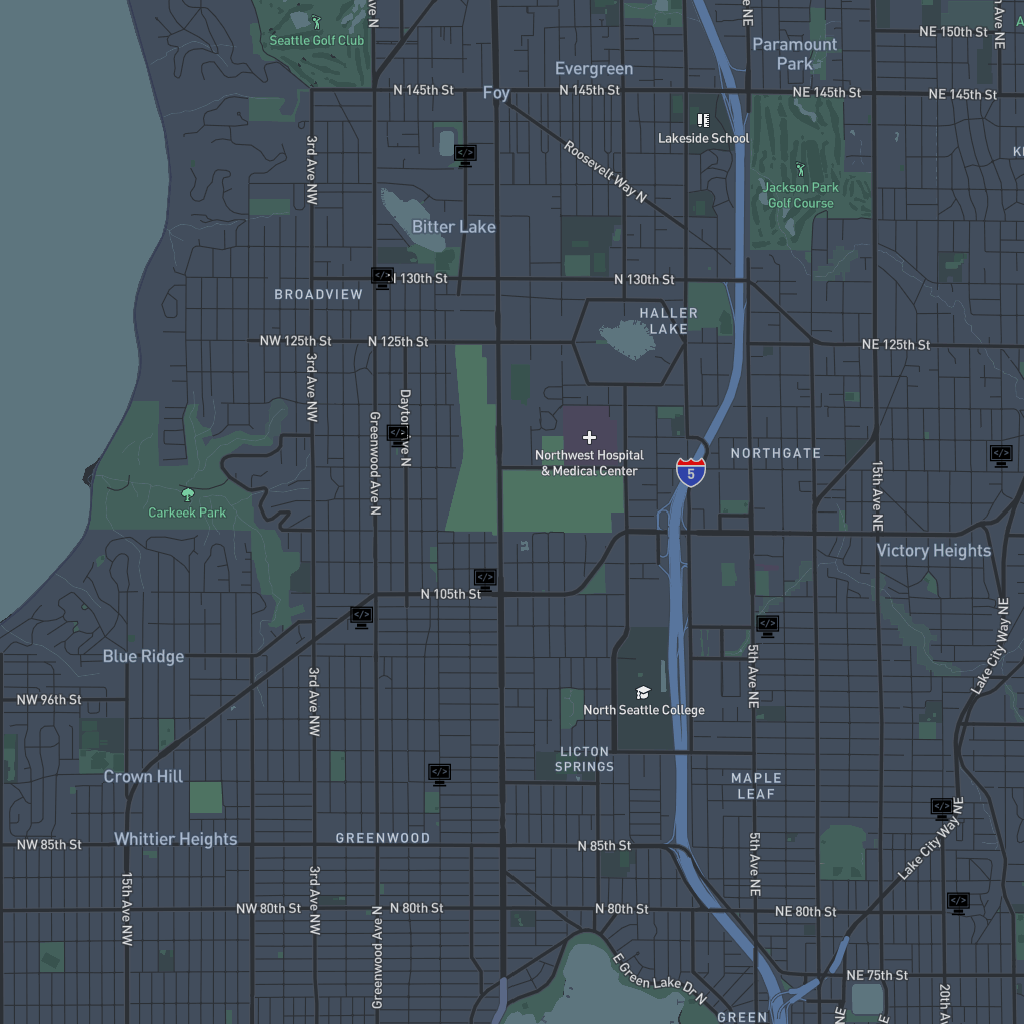 NE 150th St
Seattle Golf Club
Paramount
Park
Evergreen
N 145th St
Foy
N 145th St
NE 145th St
NE 145th St
Lakeside School
3rd Ave NW
Roosevelt Way N
Jackson Park
Golf Course
Bitter Lake
N 130th St
N 130th St
BROADVIEW
HALLER
LAKE
NW 125th St
N 125th St
NE 125th St
3rd Ave NW
Greenwood Ave N
Northwest Hospital
& Medical Center
NORTHGATE
5
15th Ave NE
Carkeek Park
Victory Heights
N 105th St
Blue Ridge
Lake City Way NE
5th Ave NE
NW 96th St
3rd Ave NW
North Seattle College
LICTON
SPRINGS
Crown Hill
MAPLE
LEAF
Whittier Heights
GREENWOOD
NW 85th St
N 85th St
5th Ave NE
Lake City Way NE
15th Ave NW
3rd Ave NW
NW 80th St
N 80th St
N 80th St
NE 80th St
Greenwood Ave N
E Green Lake Dr N
NE 75th St
GREEN
NE